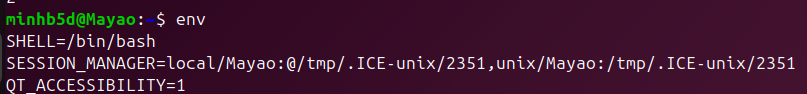 minhb5d@Mayao:~$ env
SHELL=/bin/bash
SESSION_MANAGER=local/Mayao:@/tmp/.ICE-unix/2351,unix/Mayao:/tmp/.ICE-unix/2351
QT_ACCESSIBILITY=1